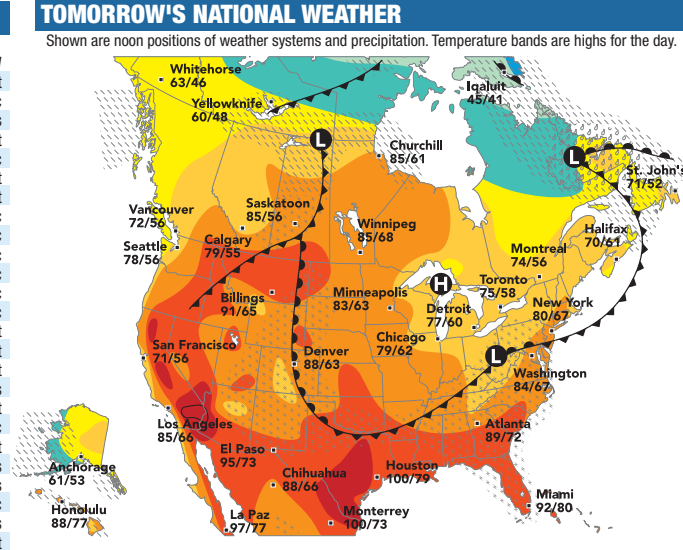 TOMORROW'S NATIONAL WEATHER
Shown are noon positions of weather systems and precipitation. Temperature bands are highs for the day.
Whitehorse
63/46
Yellowknife
60/48
Iqaluit
45/41
L
Churchill
85/61
L
St. John's
71/52
Vancouver
72/56
Saskatoon
85/56
Winnipeg
85/68
Halifax
70/61
Seattle
78/56
Calgary
79/55
Montreal
74/56
Toronto
75/58
H
Billings
91/65
Minneapolis
83/63
Detroit
77/60
New York
80/67
San Francisco
71/56
Denver
88/63
Chicago
79/62
L
Washington
84/67
Los Angeles
85/66
Atlanta
89/72
El Paso
95/73
Anchorage
61/53
Chihuahua
88/66
Houston
100/79
Honolulu
88/77
La Paz
97/77
Monterrey
100/73
Miami
92/80